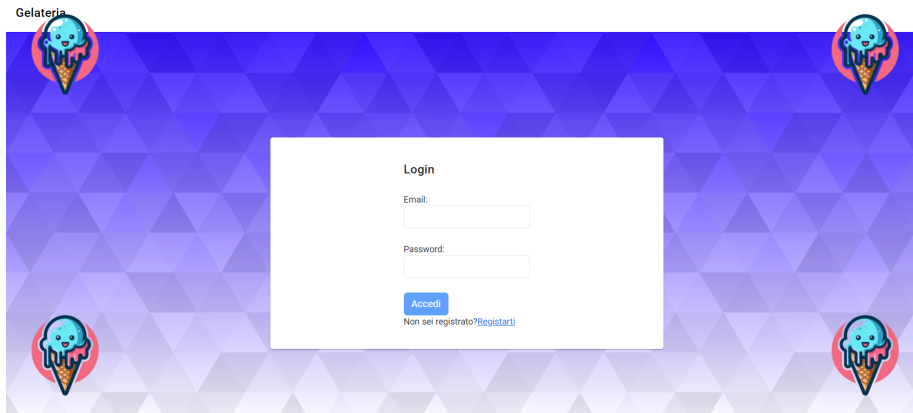 Gelateria
Login
Email:
Password:
Accedi
Non sei registrato?Registarti